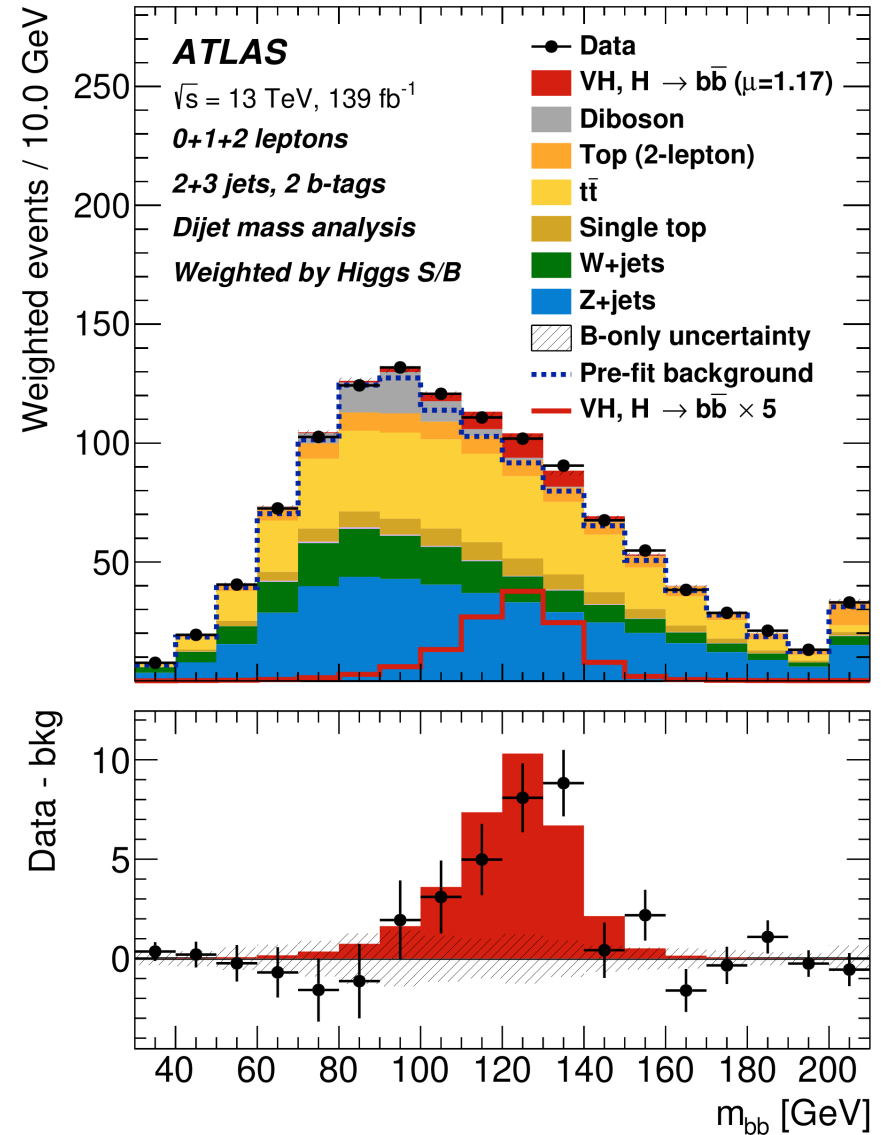 Weighted events / 10.0 GeV
250
200
150
100
50
ATLAS
√s = 13 TeV, 139 fb⁻¹
0+1+2 leptons
2+3 jets, 2 b-tags
Dijet mass analysis
Weighted by Higgs S/B
Data
VH, H → bb̄ (μ=1.17)
Diboson
Top (2-lepton)
tt̄
Single top
W+jets
Z+jets
B-only uncertainty
Pre-fit background
VH, H → bb̄ × 5
Data - bkg
10
5
0
40 60 80 100 120 140 160 180 200
m_bb [GeV]